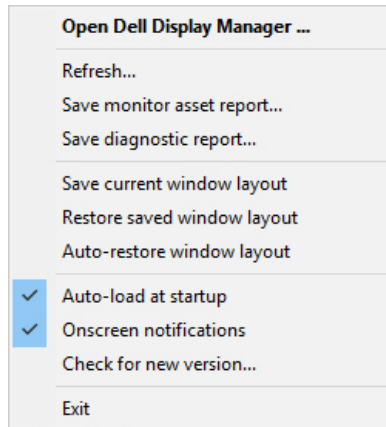 Open Dell Display Manager ...
Refresh...
Save monitor asset report...
Save diagnostic report...
Save current window layout
Restore saved window layout
Auto-restore window layout
Auto-load at startup
Onscreen notifications
Check for new version...
Exit